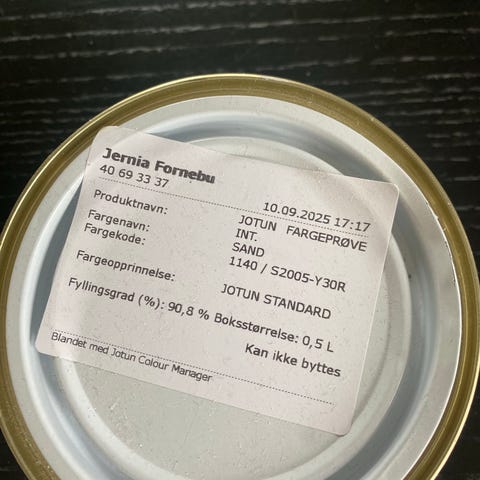 Jernia Fornebu
40 69 33 37
10.09.2025 17:17
Produktnavn: JOTUN FARGEPRØVE
INT.
Fargenavn: SAND
Fargekode: 1140 / S2005-Y30R
Fargeopprinnelse: JOTUN STANDARD
Fyllingsgrad (%): 90,8 % Boksstørrelse: 0,5 L
Kan ikke byttes
Blandet med Jotun Colour Manager